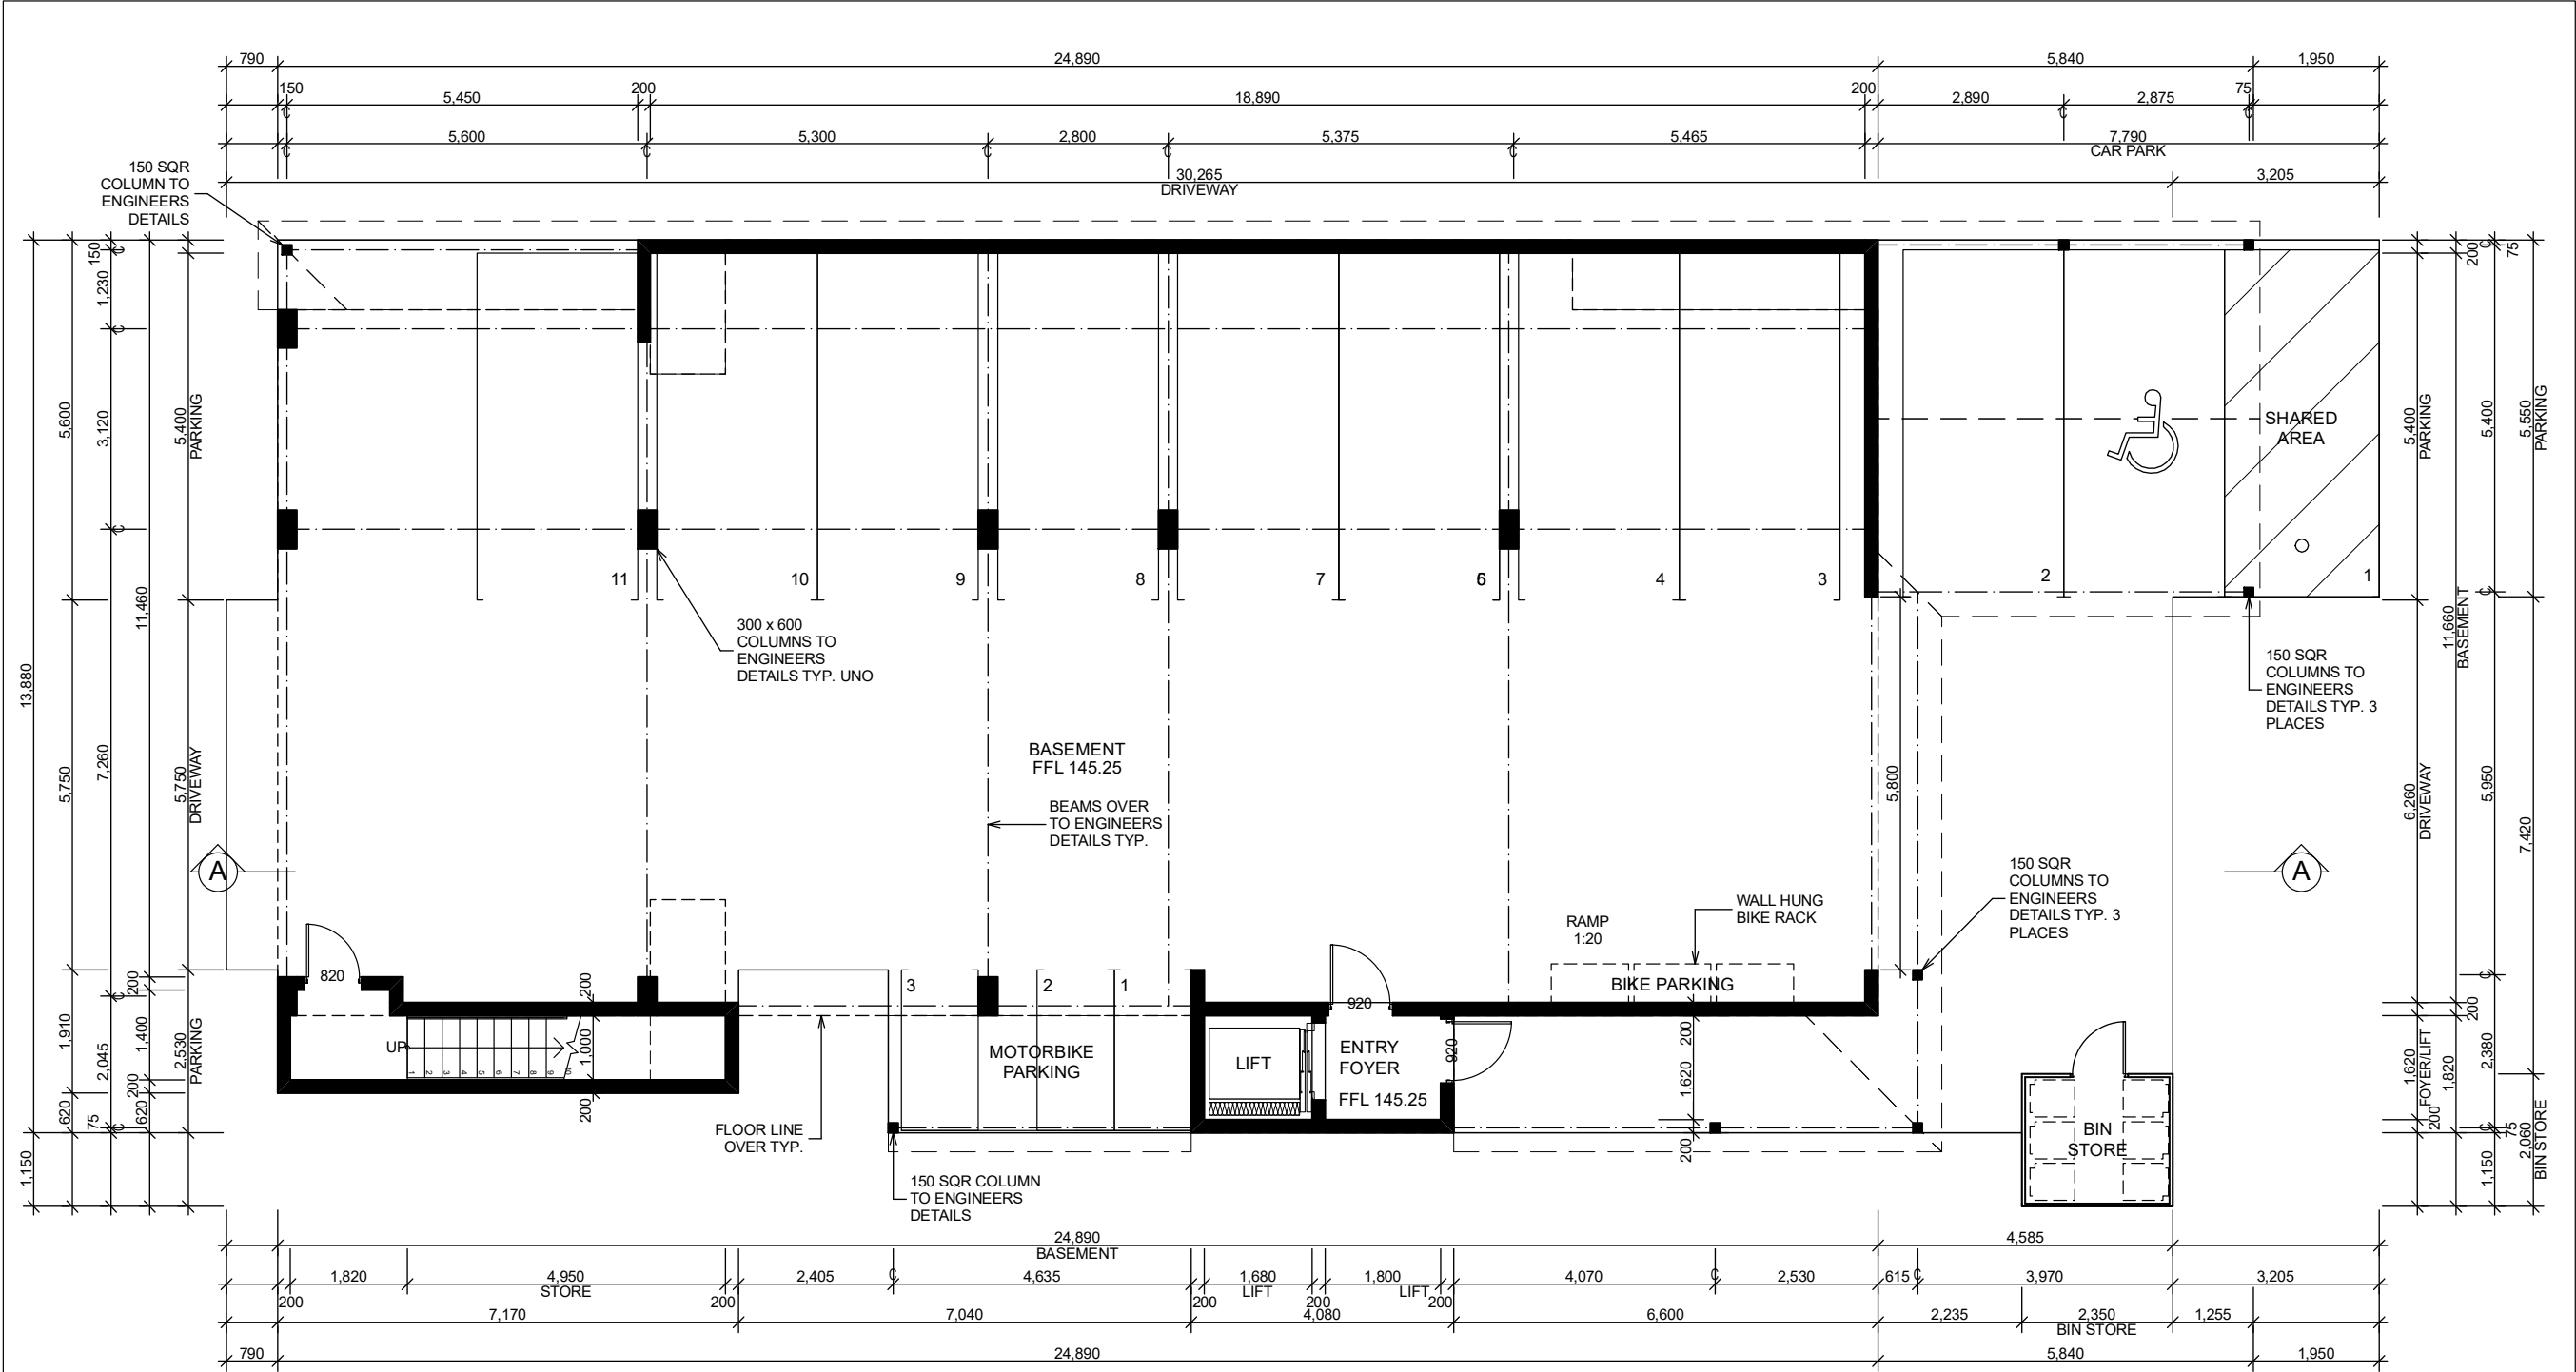 790
24,890
5,840
1,950
150
5,450
200
18,890
200
2,890
2,875
75
5,600
5,300
2,800
5,375
5,465
7,790
CAR PARK
30,265
DRIVEWAY
3,205
150 SQR
COLUMN TO
ENGINEERS
DETAILS
13,880
1,150
5,600
5,750
1,910
620
150
1,230
3,120
7,260
2,045
75
11,460
200
1,400
200
620
5,400
PARKING
5,750
DRIVEWAY
2,530
PARKING
11
10
9
8
7
6
4
3
2
1
SHARED
AREA
300 x 600
COLUMNS TO
ENGINEERS
DETAILS TYP. UNO
150 SQR
COLUMNS TO
ENGINEERS
DETAILS TYP. 3
PLACES
BASEMENT
FFL 145.25
BEAMS OVER
TO ENGINEERS
DETAILS TYP.
5,800
A
A
150 SQR
COLUMNS TO
ENGINEERS
DETAILS TYP. 3
PLACES
WALL HUNG
BIKE RACK
RAMP
1:20
BIKE PARKING
820
200
920
3
2
1
UP
1 2 3 4 5 6 7 8 9 10
1,000
200
MOTORBIKE
PARKING
LIFT
ENTRY
FOYER
FFL 145.25
920
200
1,620
200
FLOOR LINE
OVER TYP.
150 SQR COLUMN
TO ENGINEERS
DETAILS
BIN
STORE
5,400
PARKING
6,260
DRIVEWAY
1,620
FOYER/LIFT
200
200
11,660
BASEMENT
200
1,820
75
5,400
5,950
2,380
75
1,150
5,550
PARKING
7,420
2,060
BIN STORE
24,890
BASEMENT
4,585
200
1,820
4,950
STORE
200
2,405
4,635
200
1,680
LIFT
200
1,800
LIFT
200
4,070
2,530
615
3,970
3,205
7,170
7,040
4,080
6,600
2,235
2,350
BIN STORE
1,255
790
24,890
5,840
1,950